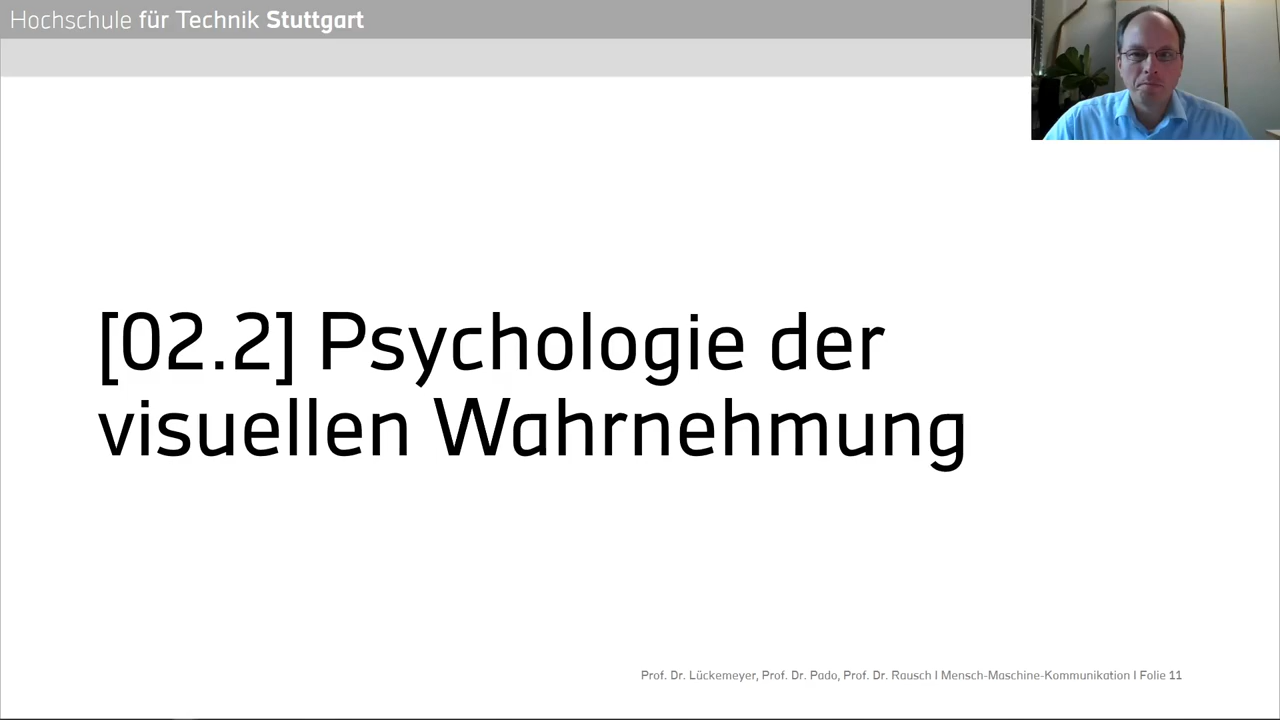 Hochschule für Technik Stuttgart
[02.2] Psychologie der
visuellen Wahrnehmung
Prof. Dr. Lückemeyer, Prof. Dr. Pado, Prof. Dr. Rausch I Mensch-Maschine-Kommunikation I Folie 11